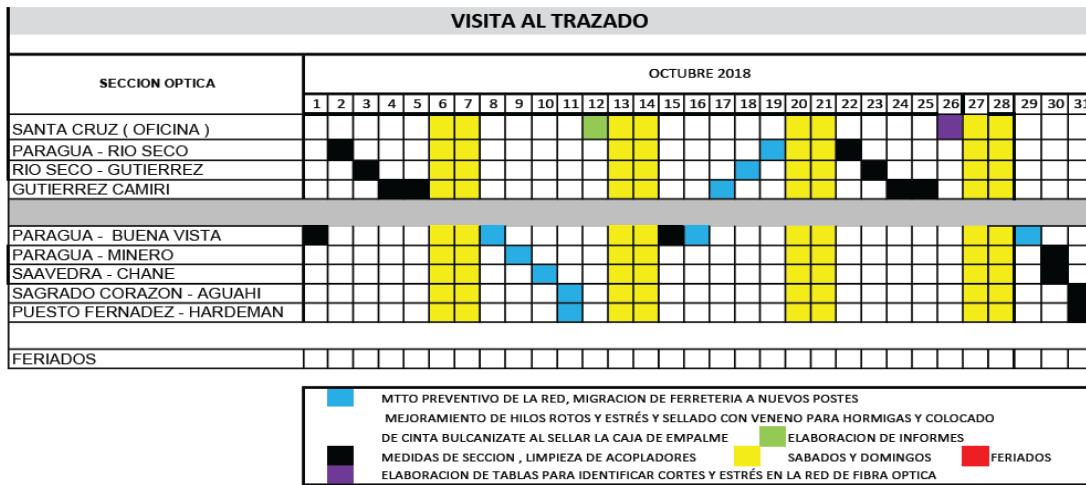 VISITA AL TRAZADO
SECCION OPTICA
OCTUBRE 2018
1 2 3 4 5 6 7 8 9 10 11 12 13 14 15 16 17 18 19 20 21 22 23 24 25 26 27 28 29 30 31
SANTA CRUZ ( OFICINA )
PARAGUA - RIO SECO
RIO SECO - GUTIERREZ
GUTIERREZ CAMIRI
PARAGUA - BUENA VISTA
PARAGUA - MINERO
SAAVEDRA - CHANE
SAGRADO CORAZON - AGUAHI
PUESTO FERNADEZ - HARDEMAN
FERIADOS
MTTO PREVENTIVO DE LA RED, MIGRACION DE FERRETERIA A NUEVOS POSTES
MEJORAMIENTO DE HILOS ROTOS Y ESTRÉS Y SELLADO CON VENENO PARA HORMIGAS Y COLOCADO
DE CINTA BULCANIZATE AL SELLAR LA CAJA DE EMPALME ELABORACION DE INFORMES
MEDIDAS DE SECCION , LIMPIEZA DE ACOPLADORES SABADOS Y DOMINGOS FERIADOS
ELABORACION DE TABLAS PARA IDENTIFICAR CORTES Y ESTRÉS EN LA RED DE FIBRA OPTICA